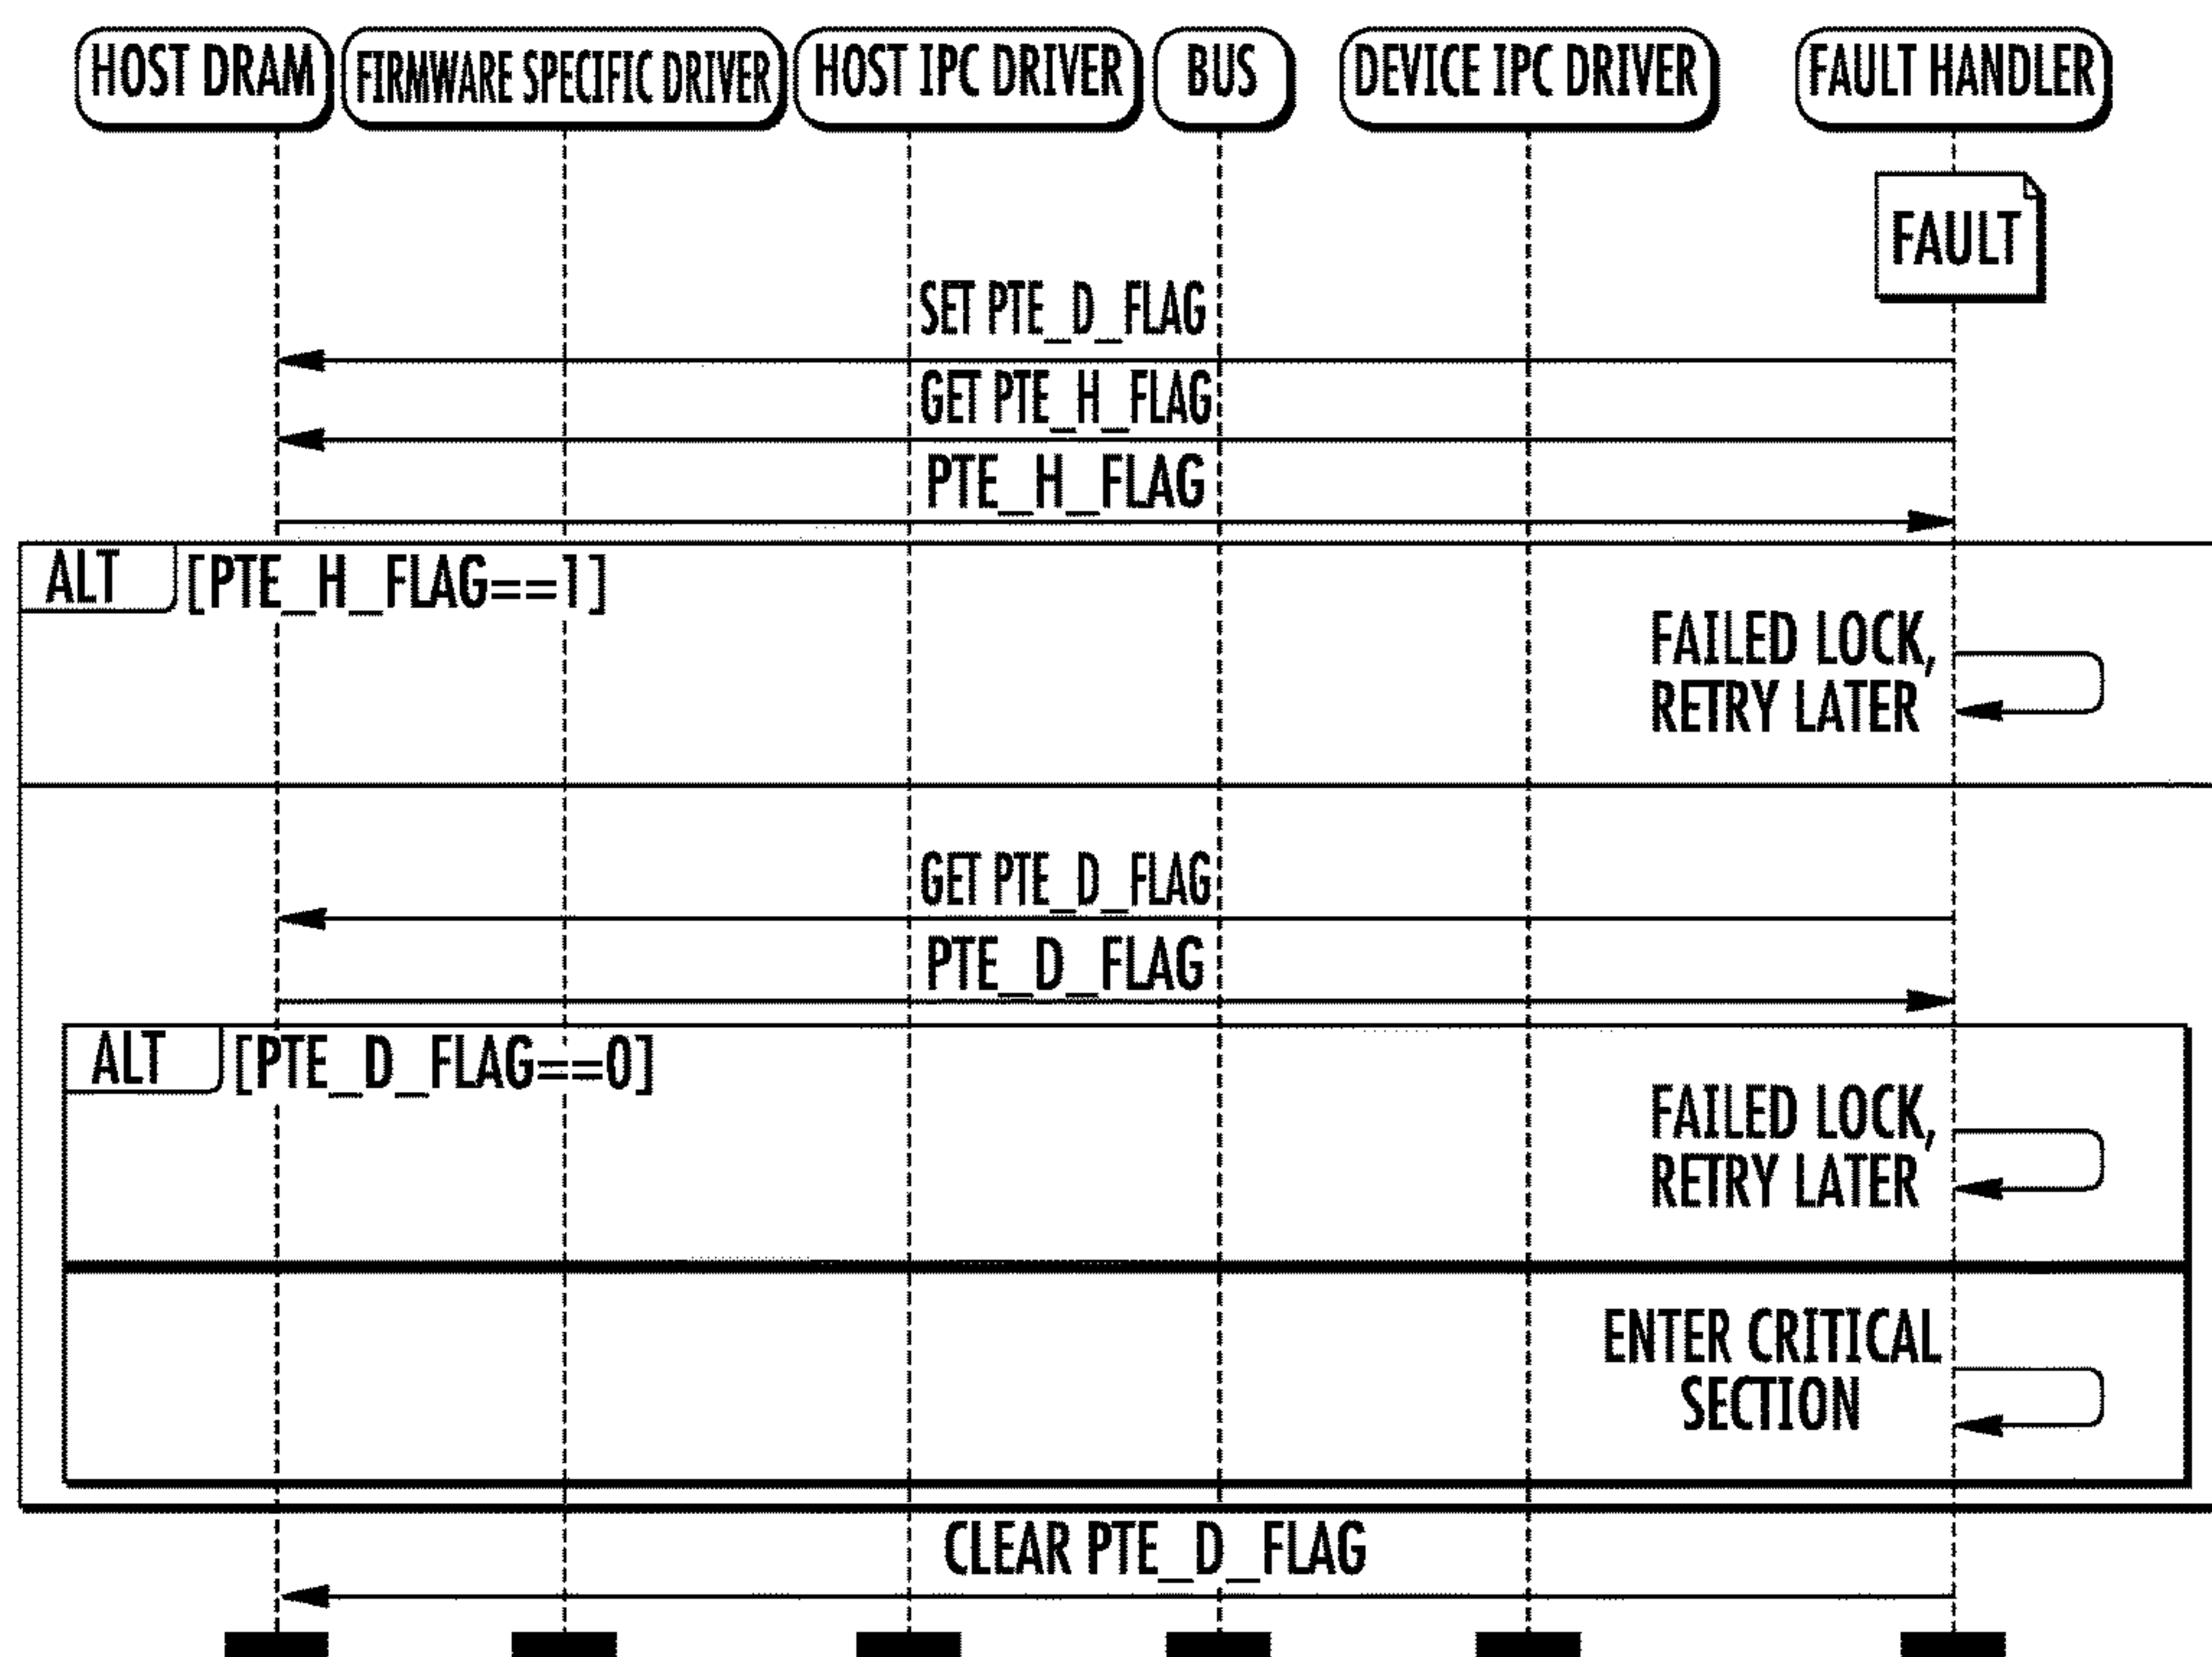 HOST DRAM
FIRMWARE SPECIFIC DRIVER
HOST IPC DRIVER
BUS
DEVICE IPC DRIVER
FAULT HANDLER
FAULT
SET PTE_D_FLAG
GET PTE_H_FLAG
PTE_H_FLAG
ALT
[PTE_H_FLAG==1]
FAILED LOCK,
RETRY LATER
GET PTE_D_FLAG
PTE_D_FLAG
ALT
[PTE_D_FLAG==0]
FAILED LOCK,
RETRY LATER
ENTER CRITICAL
SECTION
CLEAR PTE_D_FLAG